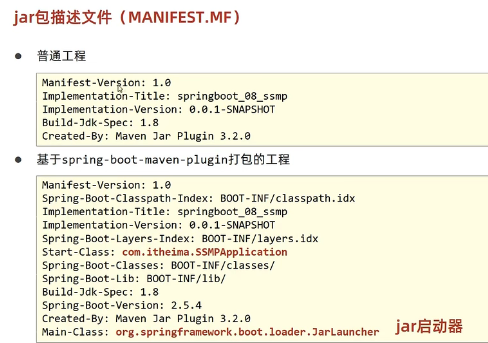 jar包描述文件（MANIFEST.MF）
● 普通工程
Manifest-Version: 1.0
Implementation-Title: springboot_08_ssmp
Implementation-Version: 0.0.1-SNAPSHOT
Build-Jdk-Spec: 1.8
Created-By: Maven Jar Plugin 3.2.0
● 基于spring-boot-maven-plugin打包的工程
Manifest-Version: 1.0
Spring-Boot-Classpath-Index: BOOT-INF/classpath.idx
Implementation-Title: springboot_08_ssmp
Implementation-Version: 0.0.1-SNAPSHOT
Spring-Boot-Layers-Index: BOOT-INF/layers.idx
Start-Class: com.itheima.SSMPApplication
Spring-Boot-Classes: BOOT-INF/classes/
Spring-Boot-Lib: BOOT-INF/lib/
Build-Jdk-Spec: 1.8
Spring-Boot-Version: 2.5.4
Created-By: Maven Jar Plugin 3.2.0
Main-Class: org.springframework.boot.loader.JarLauncher
jar启动器